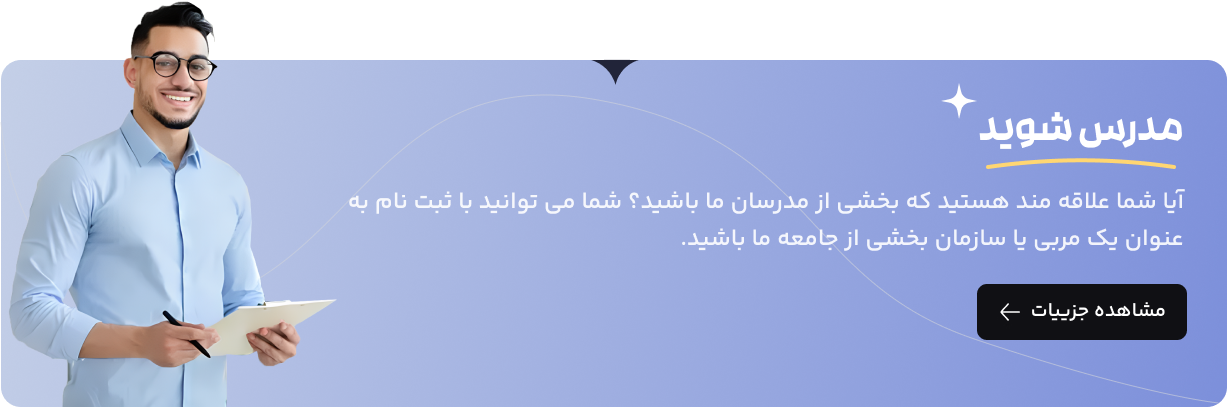 مدرس شوید
آیا شما علاقه مند هستید که بخشی از مدرسان ما باشید؟ شما می توانید با ثبت نام به
عنوان یک مربی یا سازمان بخشی از جامعه ما باشید.
مشاهده جزییات